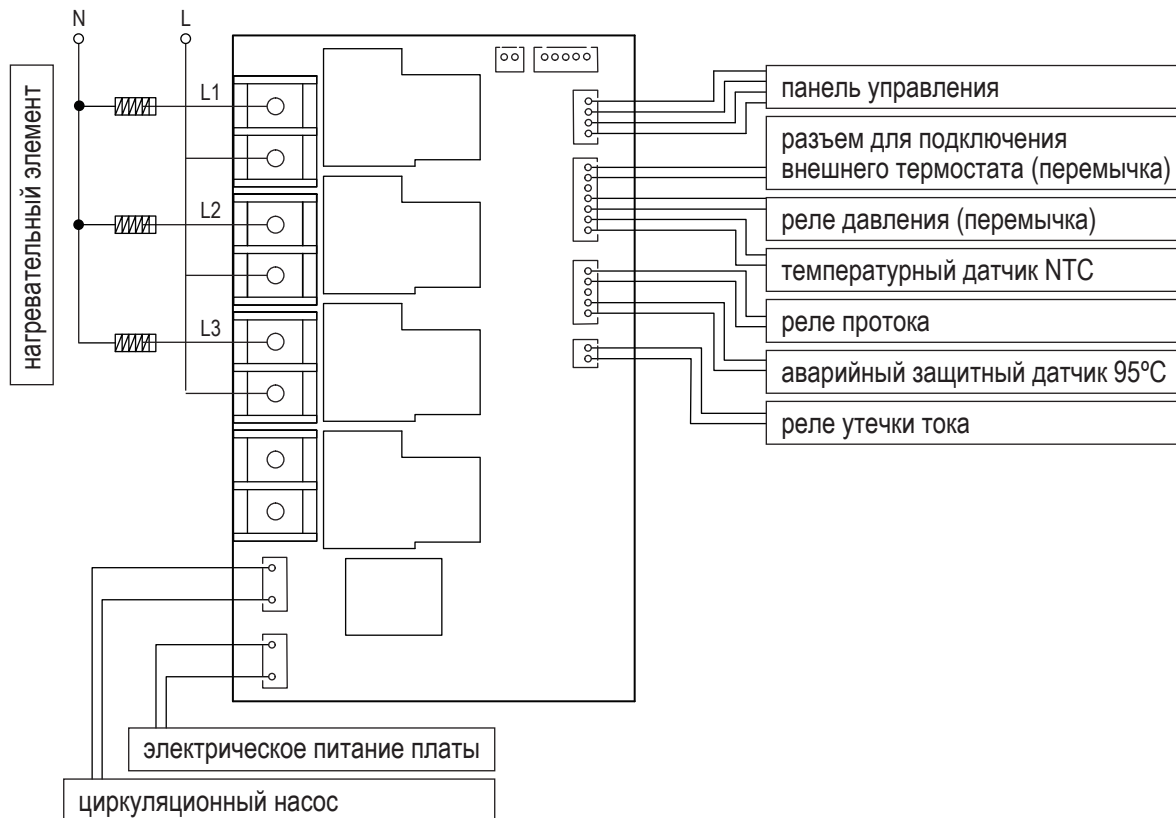 N
L
нагревательный элемент
L1
L2
L3
панель управления
разъем для подключения
внешнего термостата (перемычка)
реле давления (перемычка)
температурный датчик NTC
реле протока
аварийный защитный датчик 95ºC
реле утечки тока
электрическое питание платы
циркуляционный насос